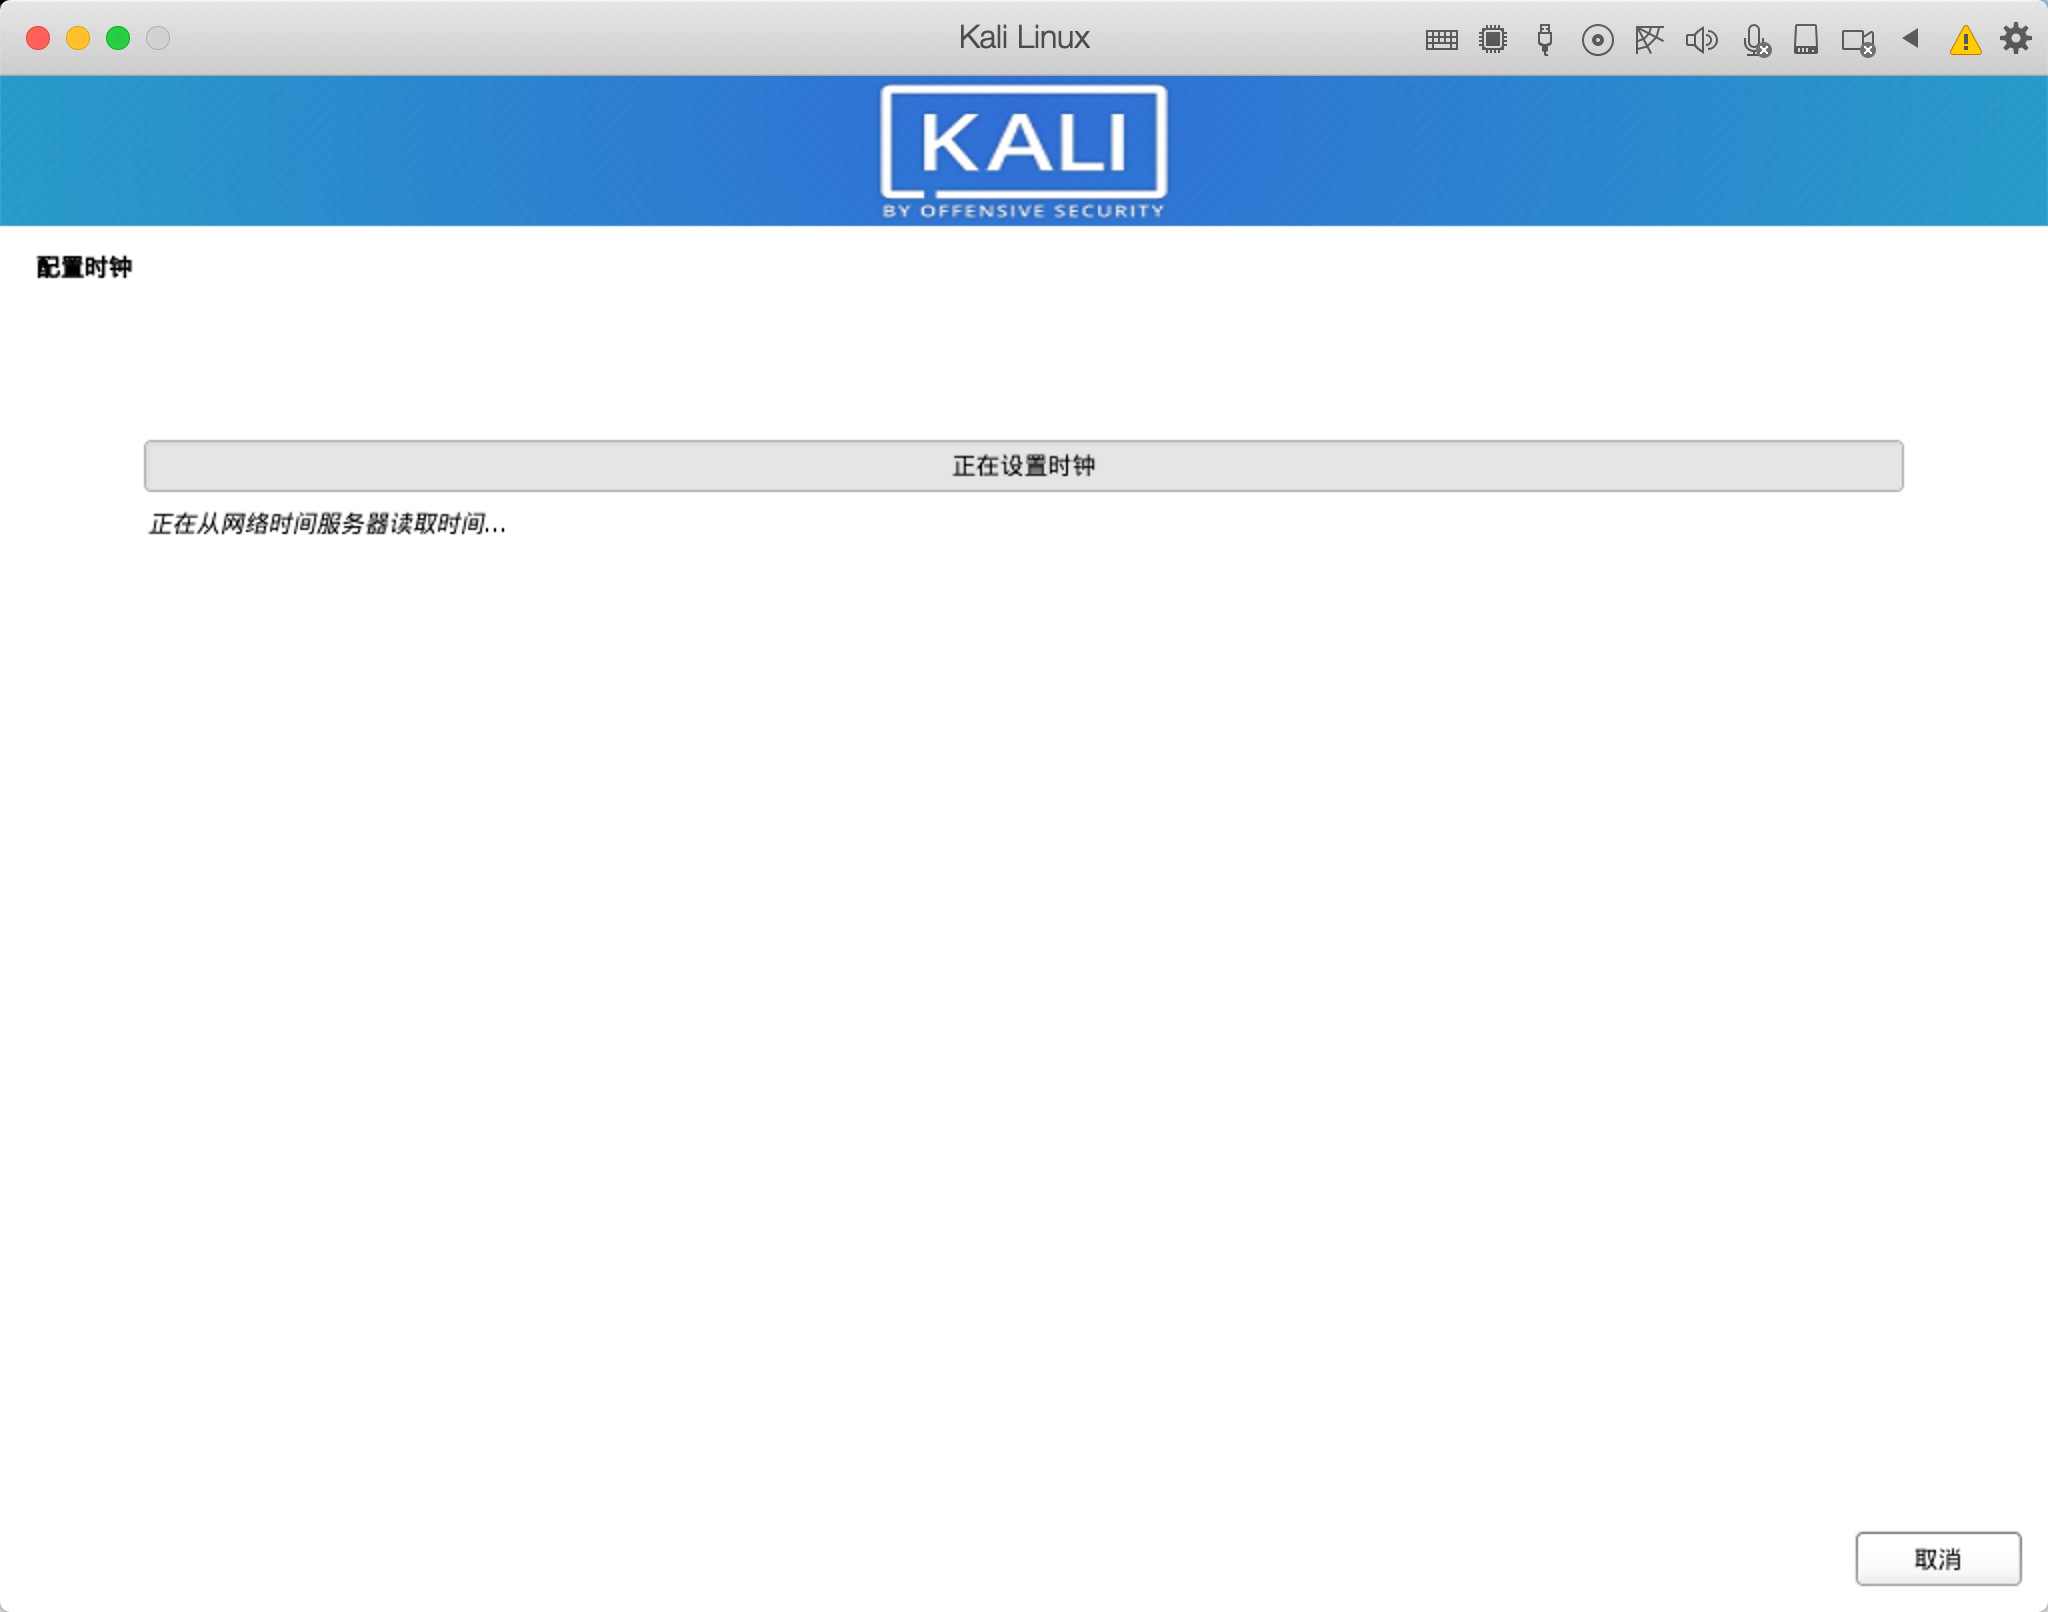 Kali Linux
KALI
BY OFFENSIVE SECURITY
配置时钟
正在设置时钟
正在从网络时间服务器读取时间...
取消